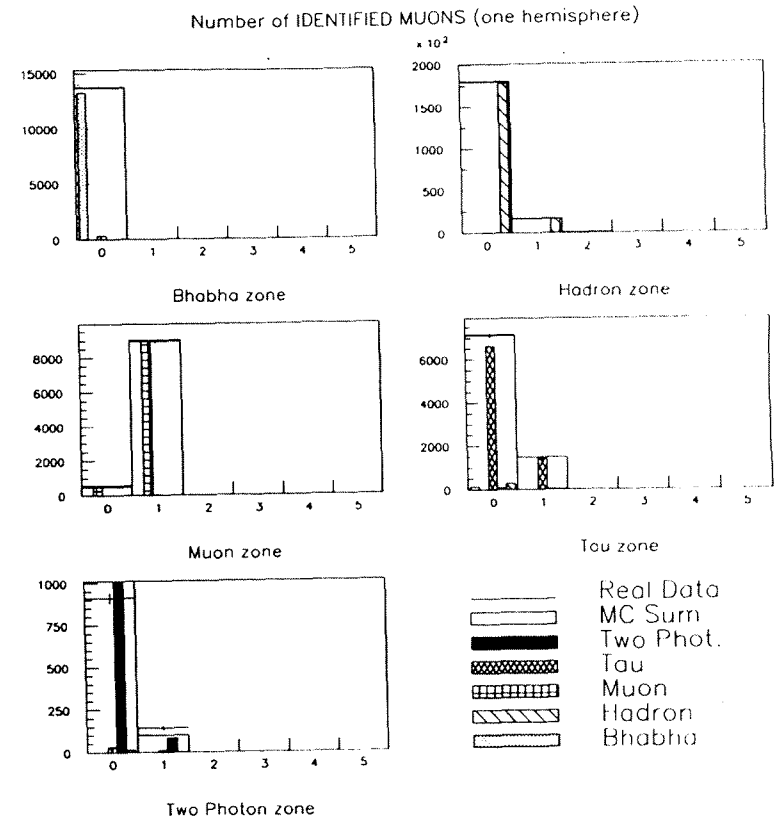 Number of IDENTIFIED MUONS (one hemisphere)
15000
10000
5000
0
0 1 2 3 4 5
Bhabha zone
x 10²
2000
1750
1500
1250
1000
750
500
250
0
0 1 2 3 4 5
Hadron zone
8000
6000
4000
2000
0
0 1 2 3 4 5
Muon zone
6000
4000
2000
0
0 1 2 3 4 5
Tau zone
1000
750
500
250
0
0 1 2 3 4 5
Two Photon zone
Real Data
MC Sum
Two Phot.
Tau
Muon
Hadron
Bhabha